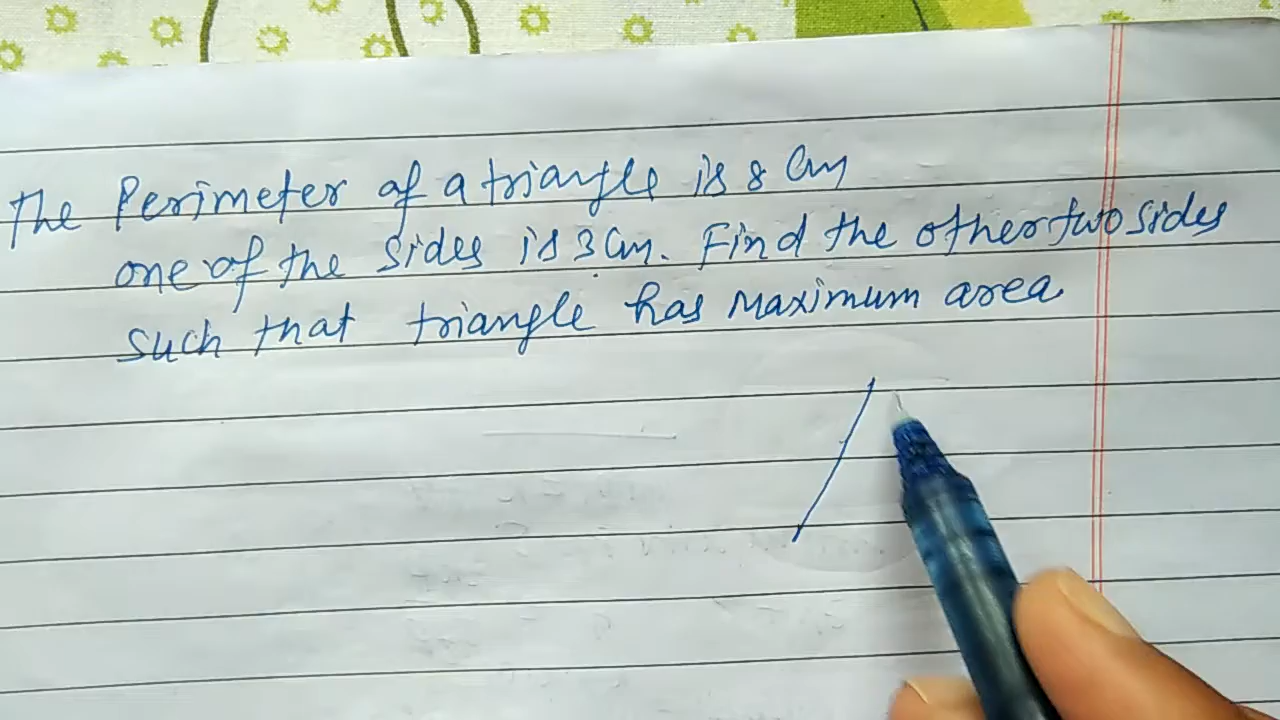 The Perimeter of a triangle is 8 cm
one of the sides is 3 cm. Find the other two sides
such that triangle has maximum area